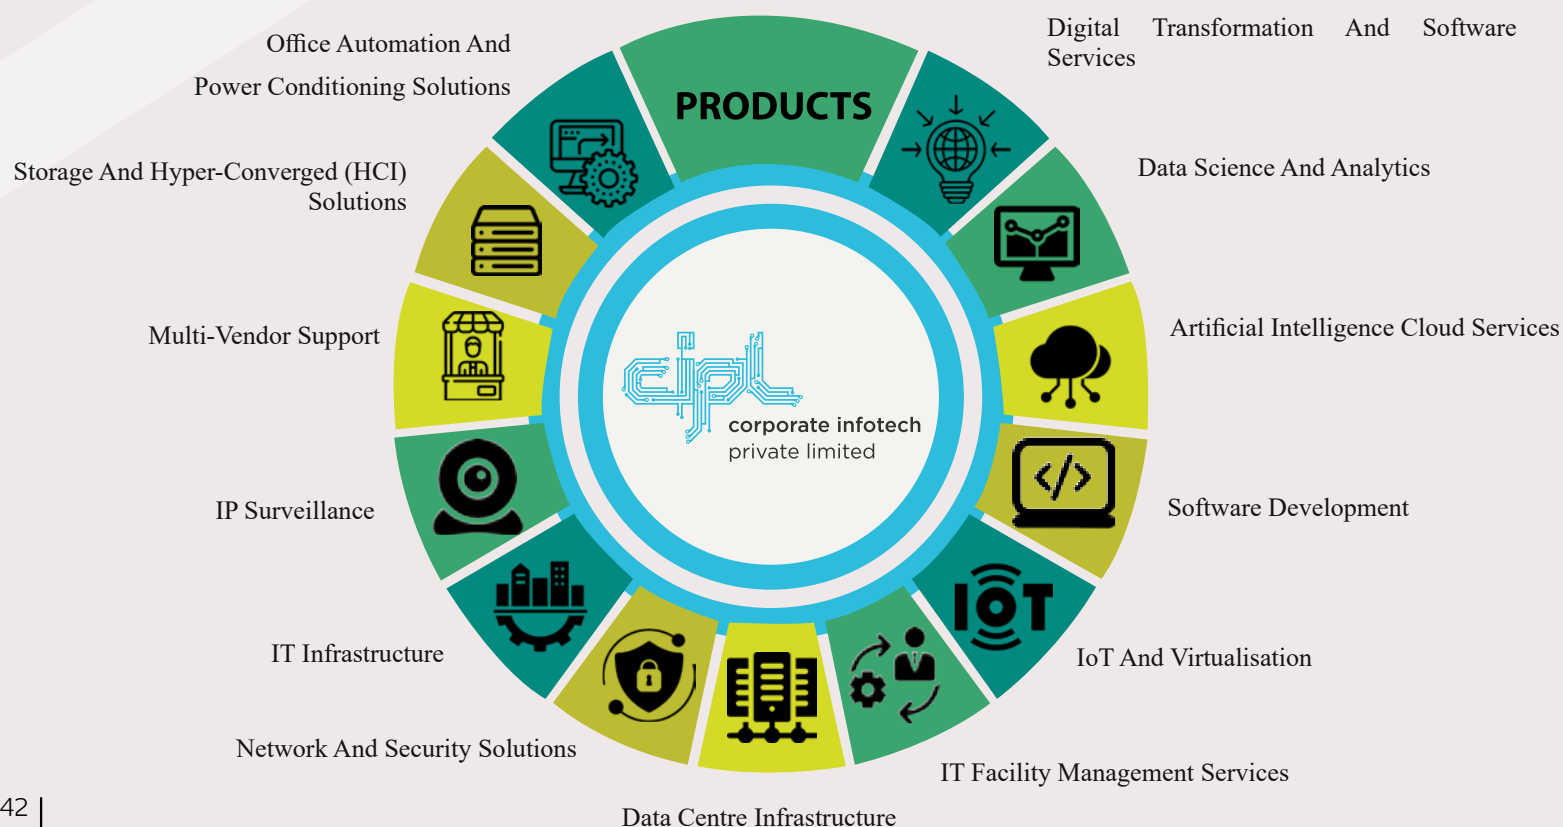 PRODUCTS
Digital Transformation And Software
Services
Data Science And Analytics
Artificial Intelligence Cloud Services
</>
Software Development
IoT
IoT And Virtualisation
IT Facility Management Services
Data Centre Infrastructure
Network And Security Solutions
IT Infrastructure
IP Surveillance
Multi-Vendor Support
Storage And Hyper-Converged (HCI)
Solutions
Office Automation And
Power Conditioning Solutions
cipl
corporate infotech
private limited
42